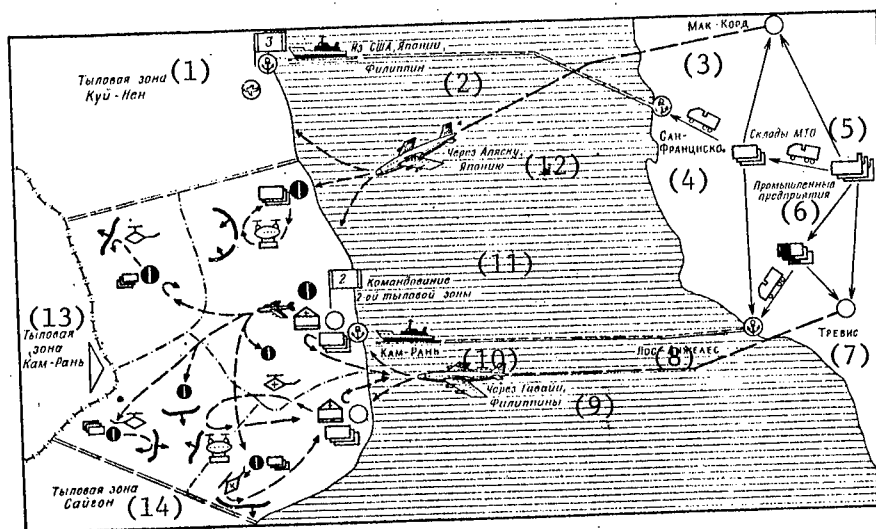 3
Из США, Японии,
Филиппин
Мак-Корд
Тыловая зона
Куй-Нен
(1)
(2)
(3)
Сан-
Франциско
(4)
Склады МТО
(5)
Через Аляску,
Японию
(12)
Промышленные
предприятия
(6)
(11)
2
Командование
2-ой тыловой зоны
(13)
Тыловая
зона
Кам-Рань
Кам-Рань
(10)
Лос-Анжелес
(8)
Тревис
(7)
Через Гавайи,
Филиппины
(9)
Тыловая зона
Сайгон
(14)